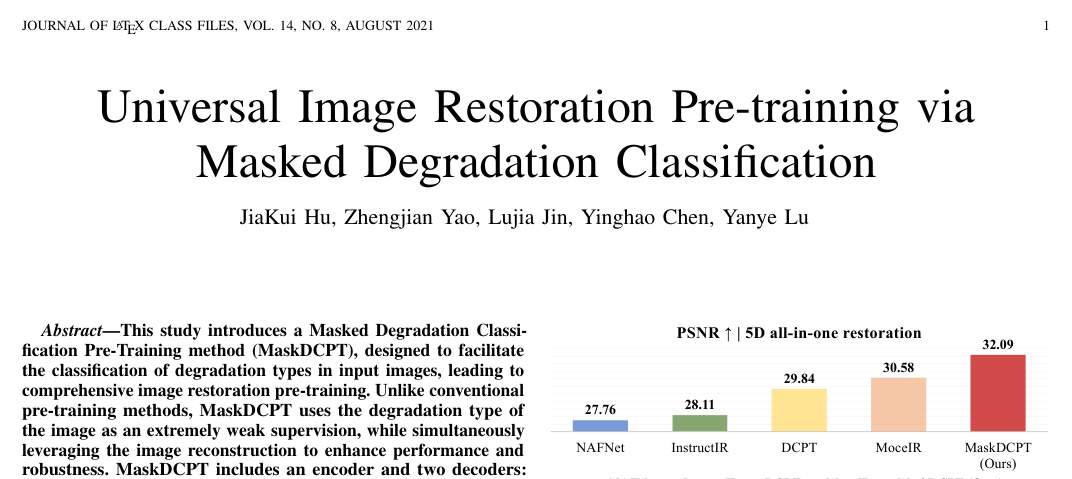 JOURNAL OF LATEX CLASS FILES, VOL. 14, NO. 8, AUGUST 2021
1
Universal Image Restoration Pre-training via
Masked Degradation Classification
JiaKui Hu, Zhengjian Yao, Lujia Jin, Yinghao Chen, Yanye Lu
Abstract—This study introduces a Masked Degradation Classi-
fication Pre-Training method (MaskDCPT), designed to facilitate
the classification of degradation types in input images, leading to
comprehensive image restoration pre-training. Unlike conventional
pre-training methods, MaskDCPT uses the degradation type of
the image as an extremely weak supervision, while simultaneously
leveraging the image reconstruction to enhance performance and
robustness. MaskDCPT includes an encoder and two decoders:
PSNR ↑ | 5D all-in-one restoration
27.76
28.11
29.84
30.58
32.09
NAFNet
InstructIR
DCPT
MoceIR
MaskDCPT
(Ours)